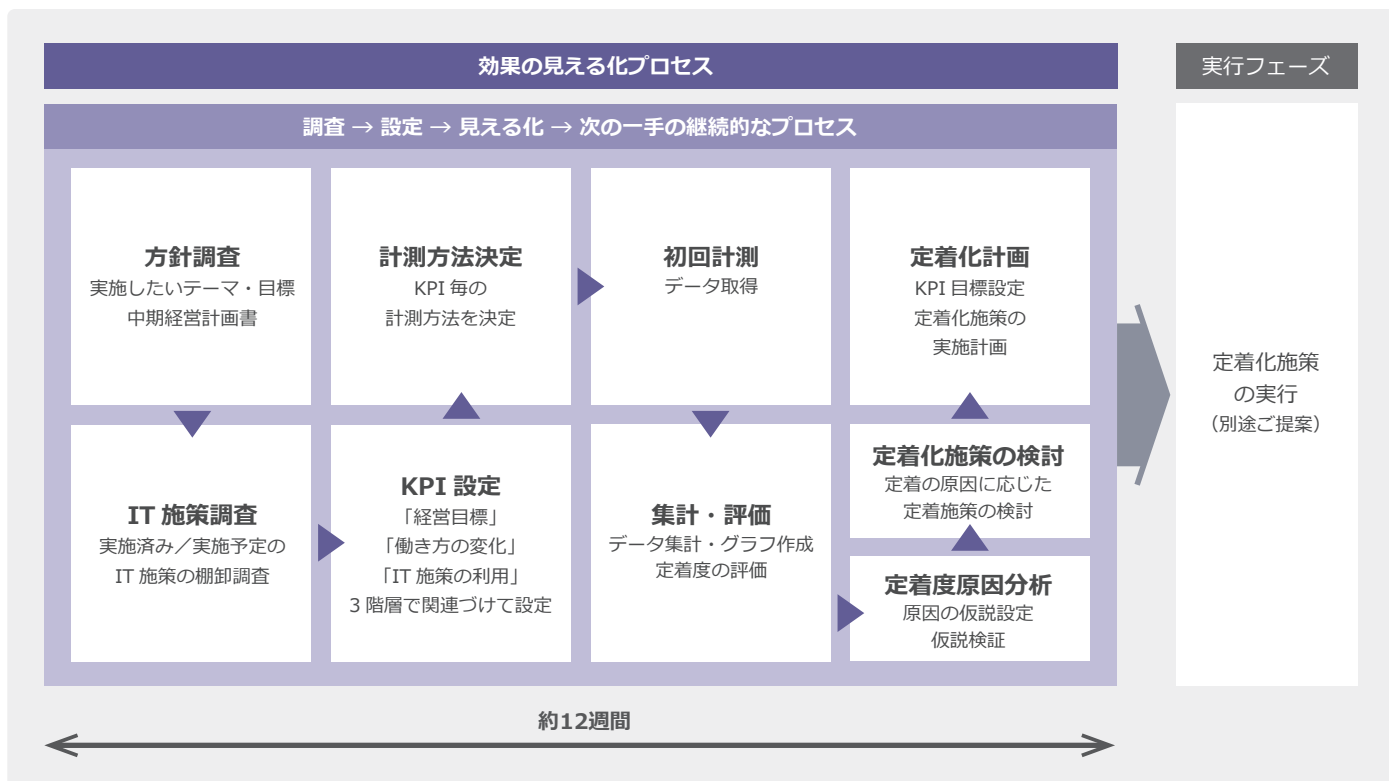 効果の見える化プロセス
実行フェーズ
調査 → 設定 → 見える化 → 次の一手の継続的なプロセス
方針調査
実施したいテーマ・目標
中期経営計画書
IT 施策調査
実施済み／実施予定の
IT 施策の棚卸調査
KPI 設定
「経営目標」
「働き方の変化」
「IT 施策の利用」
3 階層で関連づけて設定
計測方法決定
KPI 毎の
計測方法を決定
初回計測
データ取得
集計・評価
データ集計・グラフ作成
定着度の評価
定着度原因分析
原因の仮説設定
仮説検証
定着化施策の検討
定着の原因に応じた
定着施策の検討
定着化計画
KPI 目標設定
定着化施策の
実施計画
定着化施策
の実行
（別途ご提案）
約12週間